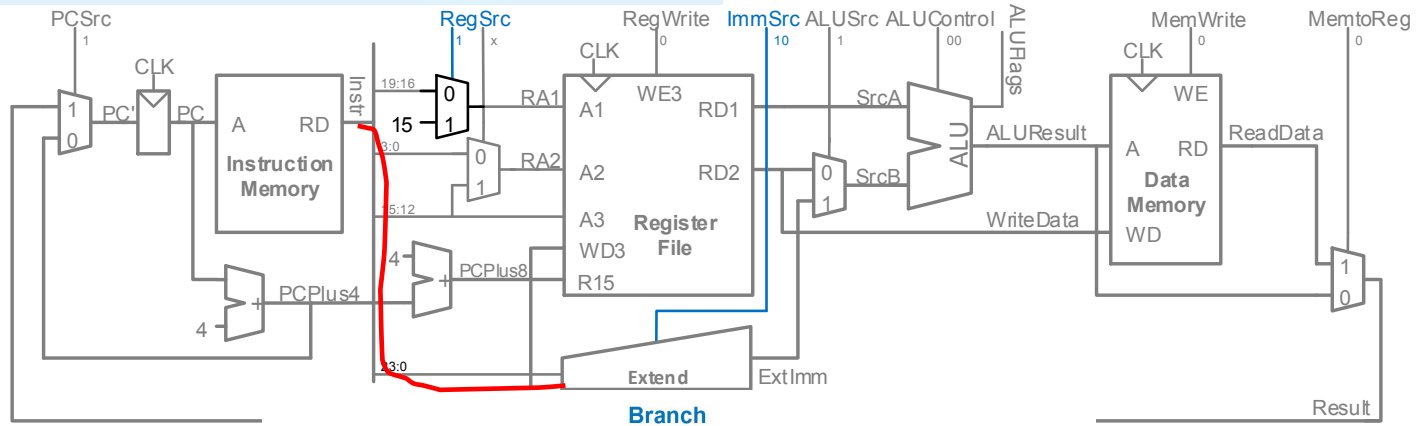 PCSrc RegSrc RegWrite ImmSrc ALUSrc ALUControl ALUFlags MemWrite MemtoReg
1 1 x 0 10 1 00 0 0
CLK CLK CLK
Instr
19:16 0 WE3 WE
1 PC' PC A RD 15 1 RA1 A1 RD1 SrcA ALU ALUResult A RD ReadData
0 Instruction Memory 3:0 0 1 RA2 A2 RD2 0 1 SrcB Data Memory
15:12 A3 Register File WriteData WD
4 + PCPlus8 WD3 1
PCPlus4 R15 0
+
4
23:0 Extend ExtImm
Branch Result